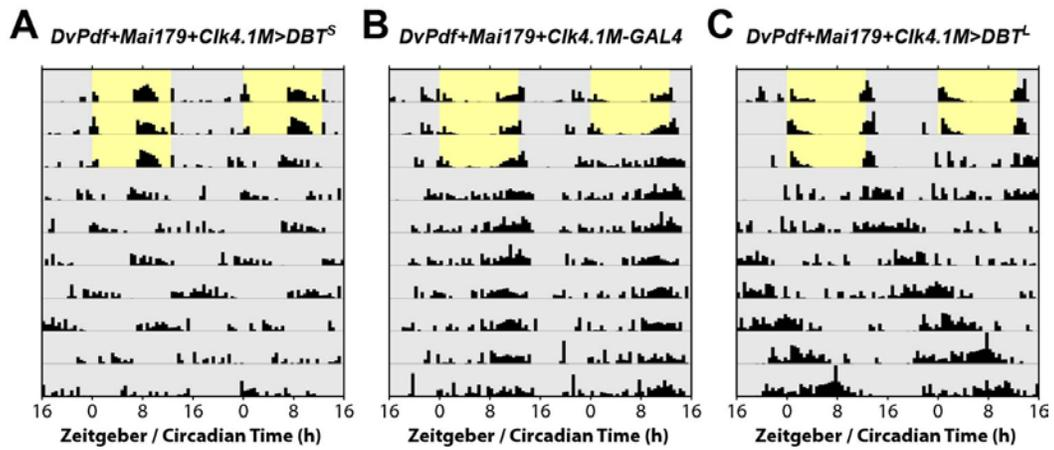 A DvPdf+Mai179+Clk4.1M>DBT^S B DvPdf+Mai179+Clk4.1M-GAL4 C DvPdf+Mai179+Clk4.1M>DBT^L
16 0 8 16 0 8 16 16 0 8 16 0 8 16 16 0 8 16 0 8 16
Zeitgeber / Circadian Time (h) Zeitgeber / Circadian Time (h) Zeitgeber / Circadian Time (h)